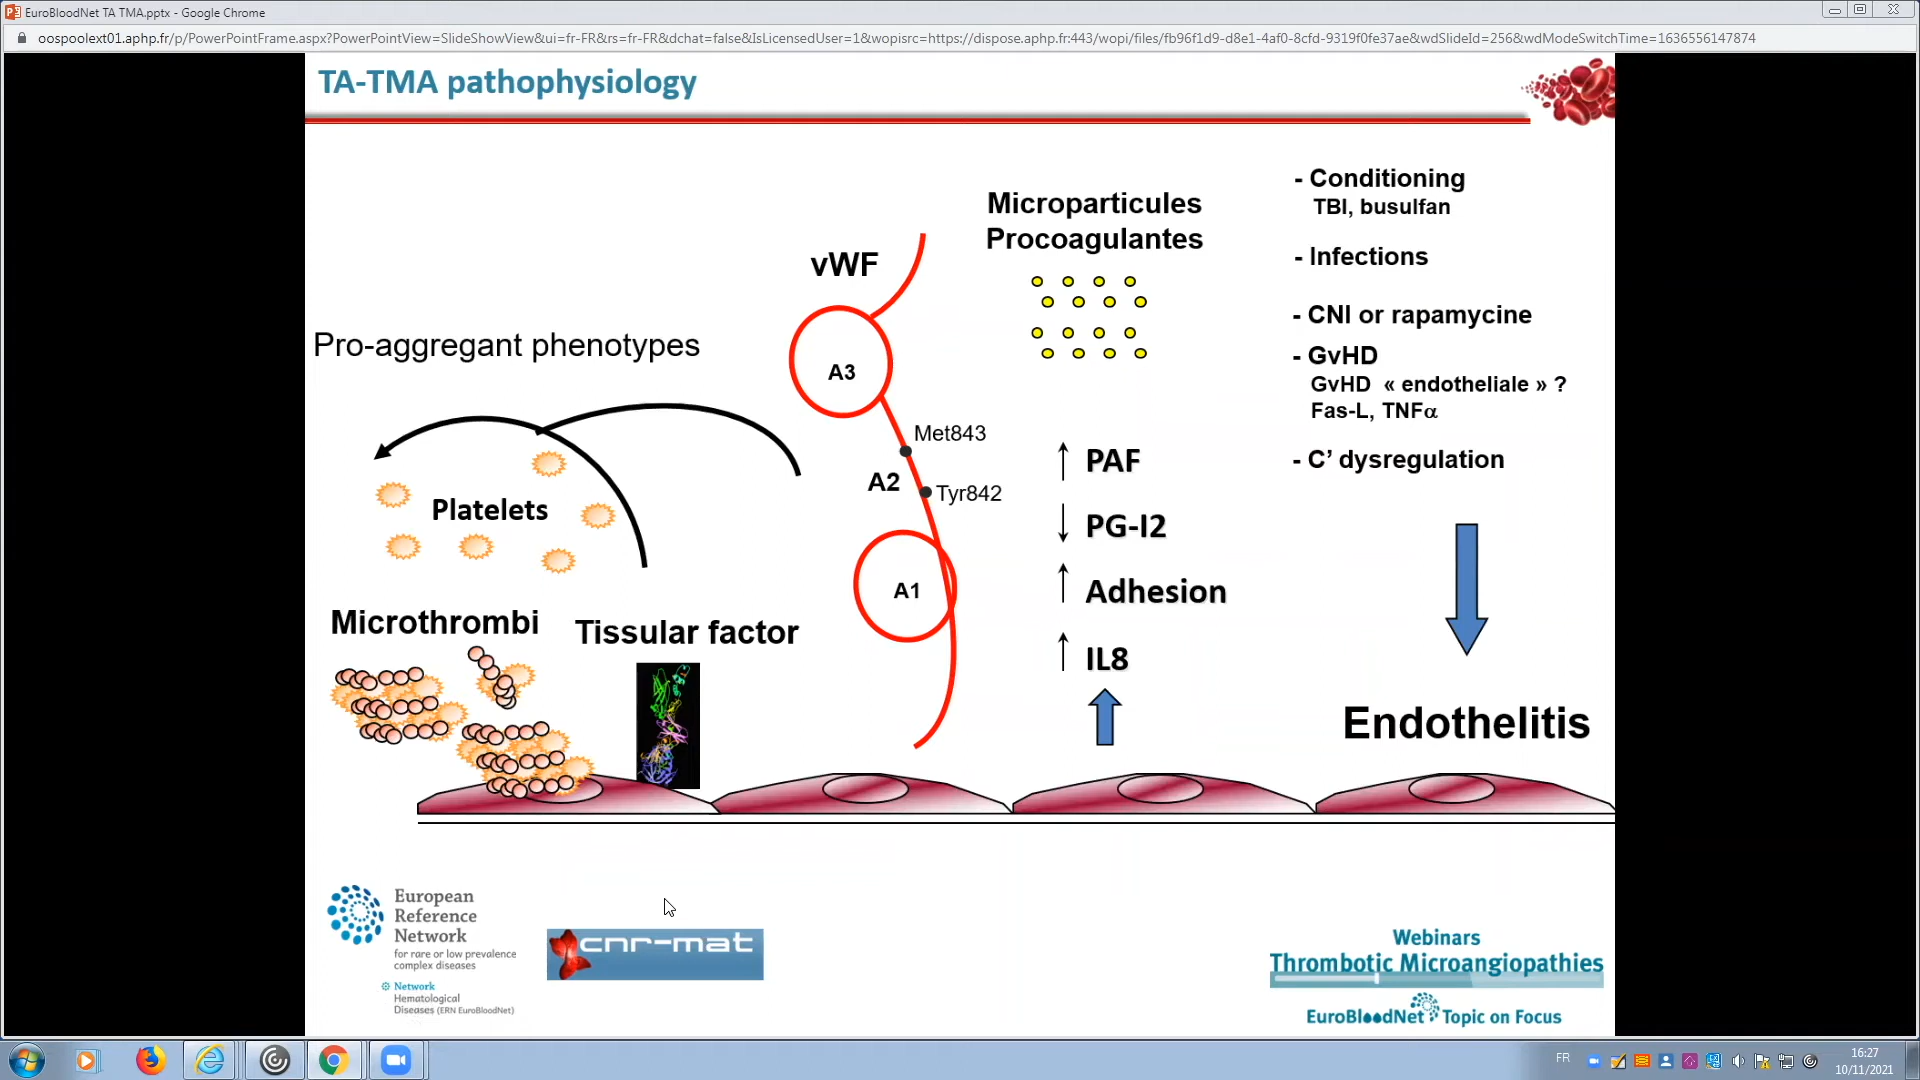 EuroBloodNet TA TMA.pptx - Google Chrome
oospoolext01.aphp.fr/p/PowerPointFrame.aspx?PowerPointView=SlideShowView&ui=fr-FR&rs=fr-FR&dchat=false&IsLicensedUser=1&wopisrc=https://dispose.aphp.fr:443/wopi/files/fb96f1d9-d8e1-4af0-8cfd-9319f0fe37ae&wdSlideId=256&wdModeSwitchTime=1636556147874
TA-TMA pathophysiology
Pro-aggregant phenotypes
Platelets
Microthrombi
Tissular factor
vWF
A3
Met843
A2
Tyr842
A1
Microparticules
Procoagulantes
↑ PAF
↓ PG-I2
↑ Adhesion
↑ IL8
- Conditioning
TBI, busulfan
- Infections
- CNI or rapamycine
- GvHD
GvHD « endotheliale » ?
Fas-L, TNFα
- C’ dysregulation
Endothelitis
European
Reference
Network
for rare or low prevalence
complex diseases
Network
Hematological
Diseases (ERN EuroBloodNet)
cnr-mat
Webinars
Thrombotic Microangiopathies
EuroBloodNet Topic on Focus
FR
16:27
10/11/2021